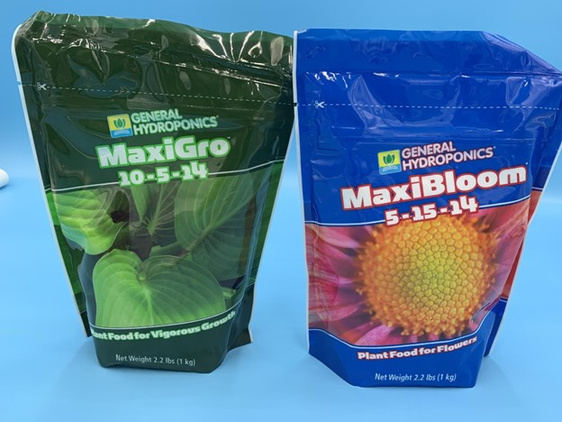 GENERAL
HYDROPONICS
MaxiGro
10-5-14
Plant Food for Vigorous Growth
Net Weight 2.2 lbs (1 kg)
GENERAL
HYDROPONICS
MaxiBloom
5-15-14
Plant Food for Flowers
Net Weight 2.2 lbs (1 kg)